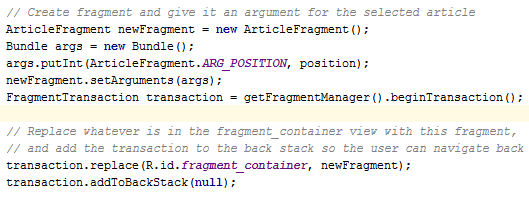 // Create fragment and give it an argument for the selected article
ArticleFragment newFragment = new ArticleFragment();
Bundle args = new Bundle();
args.putInt(ArticleFragment.ARG_POSITION, position);
newFragment.setArguments(args);
FragmentTransaction transaction = getFragmentManager().beginTransaction();
// Replace whatever is in the fragment_container view with this fragment,
// and add the transaction to the back stack so the user can navigate back
transaction.replace(R.id.fragment_container, newFragment);
transaction.addToBackStack(null);